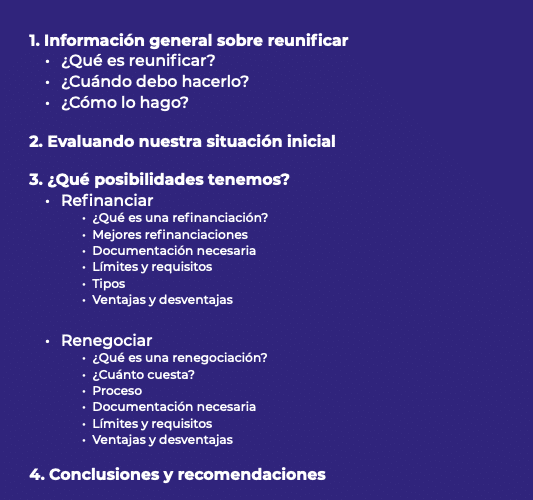 1. Información general sobre reunificar
• ¿Qué es reunificar?
• ¿Cuándo debo hacerlo?
• ¿Cómo lo hago?
2. Evaluando nuestra situación inicial
3. ¿Qué posibilidades tenemos?
• Refinanciar
• ¿Qué es una refinanciación?
• Mejores refinanciaciones
• Documentación necesaria
• Límites y requisitos
• Tipos
• Ventajas y desventajas
• Renegociar
• ¿Qué es una renegociación?
• ¿Cuánto cuesta?
• Proceso
• Documentación necesaria
• Límites y requisitos
• Ventajas y desventajas
4. Conclusiones y recomendaciones